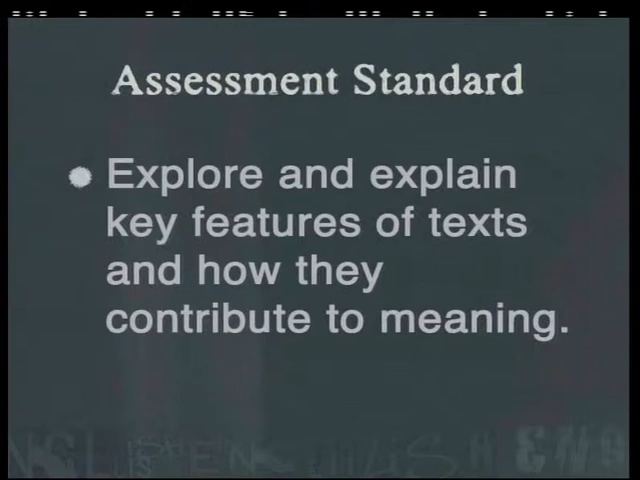 Assessment Standard
Explore and explain
key features of texts
and how they
contribute to meaning.